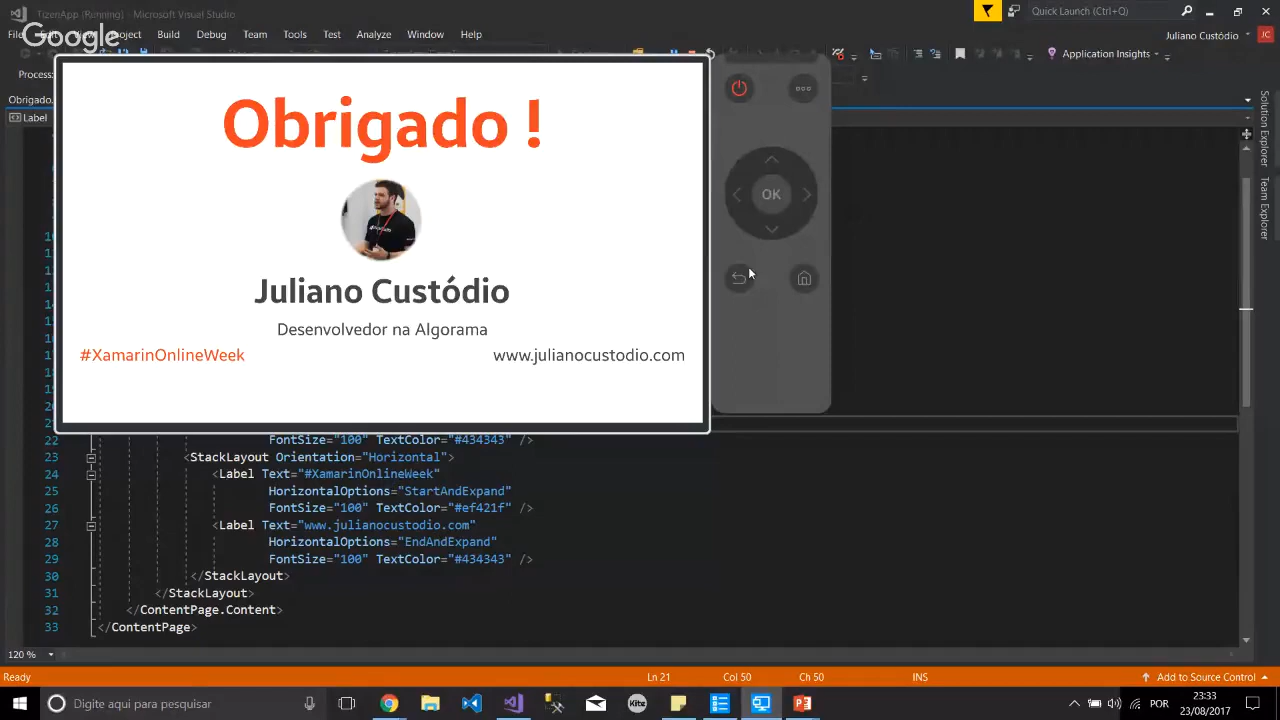 TizenApp (Running) - Microsoft Visual Studio
Quick Launch (Ctrl+Q)
Google
Project Build Debug Team Tools Test Analyze Window Help
Juliano Custódio
JC
Process:
Application Insights
Obrigado.
Label
Obrigado !
Juliano Custódio
Desenvolvedor na Algorama
#XamarinOnlineWeek
www.julianocustodio.com
OK
Solution Explorer
Team Explorer
22 FontSize="100" TextColor="#434343" />
23 <StackLayout Orientation="Horizontal">
24 <Label Text="#XamarinOnlineWeek"
25 HorizontalOptions="StartAndExpand"
26 FontSize="100" TextColor="#ef421f" />
27 <Label Text="www.julianocustodio.com"
28 HorizontalOptions="EndAndExpand"
29 FontSize="100" TextColor="#434343" />
30 </StackLayout>
31 </StackLayout>
32 </ContentPage.Content>
33 </ContentPage>
120 %
Ready Ln 21 Col 50 Ch 50 INS Add to Source Control
Digite aqui para pesquisar
Kite
POR
23:33
23/08/2017